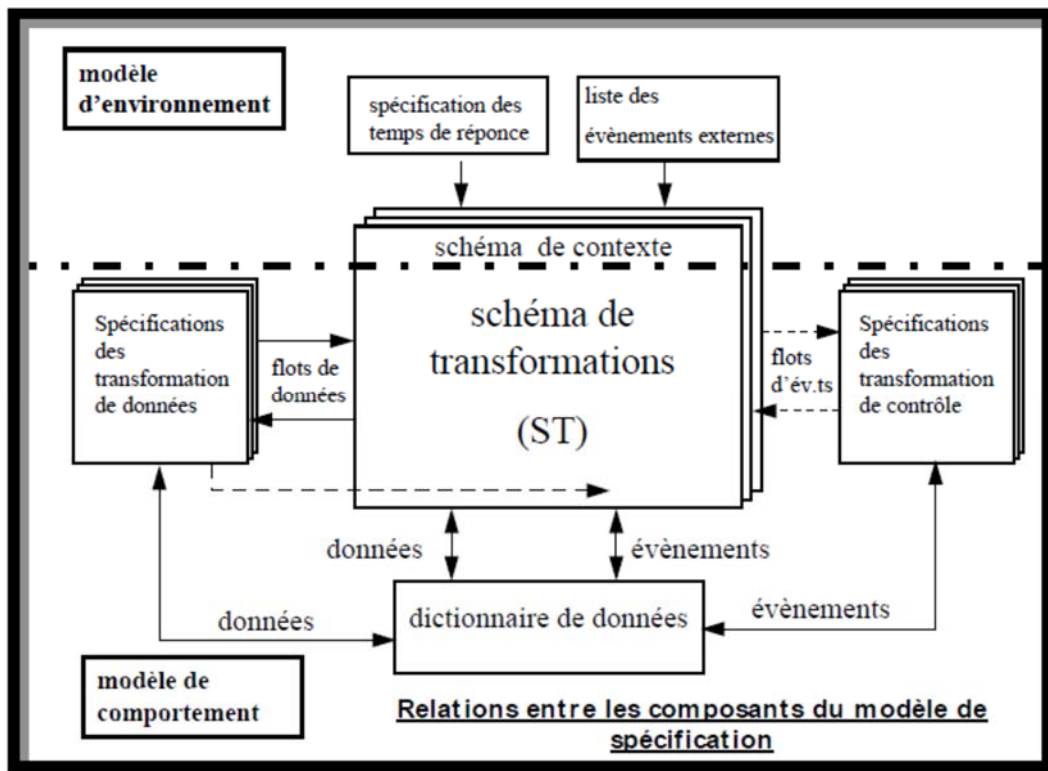 modèle
d'environnement
spécification des
temps de réponce
liste des
évènements externes
schéma de contexte
schéma de
transformations
(ST)
Spécifications
des
transformation
de données
flots de
données
flots
d'év.ts
Spécifications
des
transformation
de contrôle
données
évènements
données
dictionnaire de données
évènements
modèle de
comportement
Relations entre les composants du modèle de
spécification